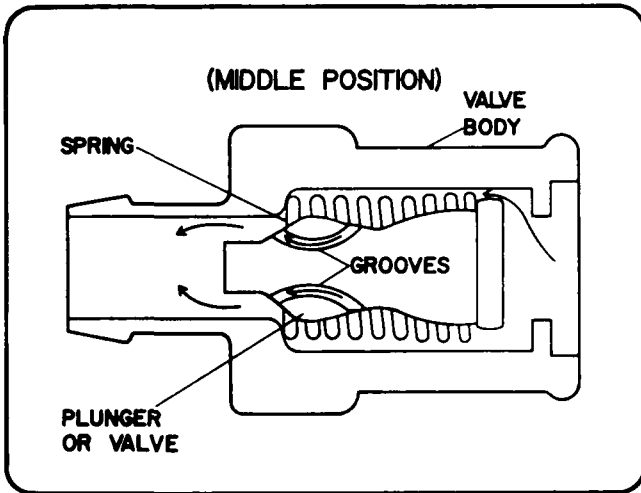 (MIDDLE POSITION)
VALVE
BODY
SPRING
GROOVES
PLUNGER
OR VALVE